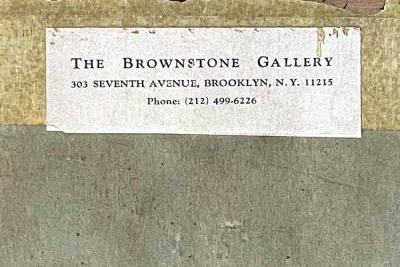 The Brownstone Gallery
303 SEVENTH AVENUE, BROOKLYN, N.Y. 11215
Phone: (212) 499-6226